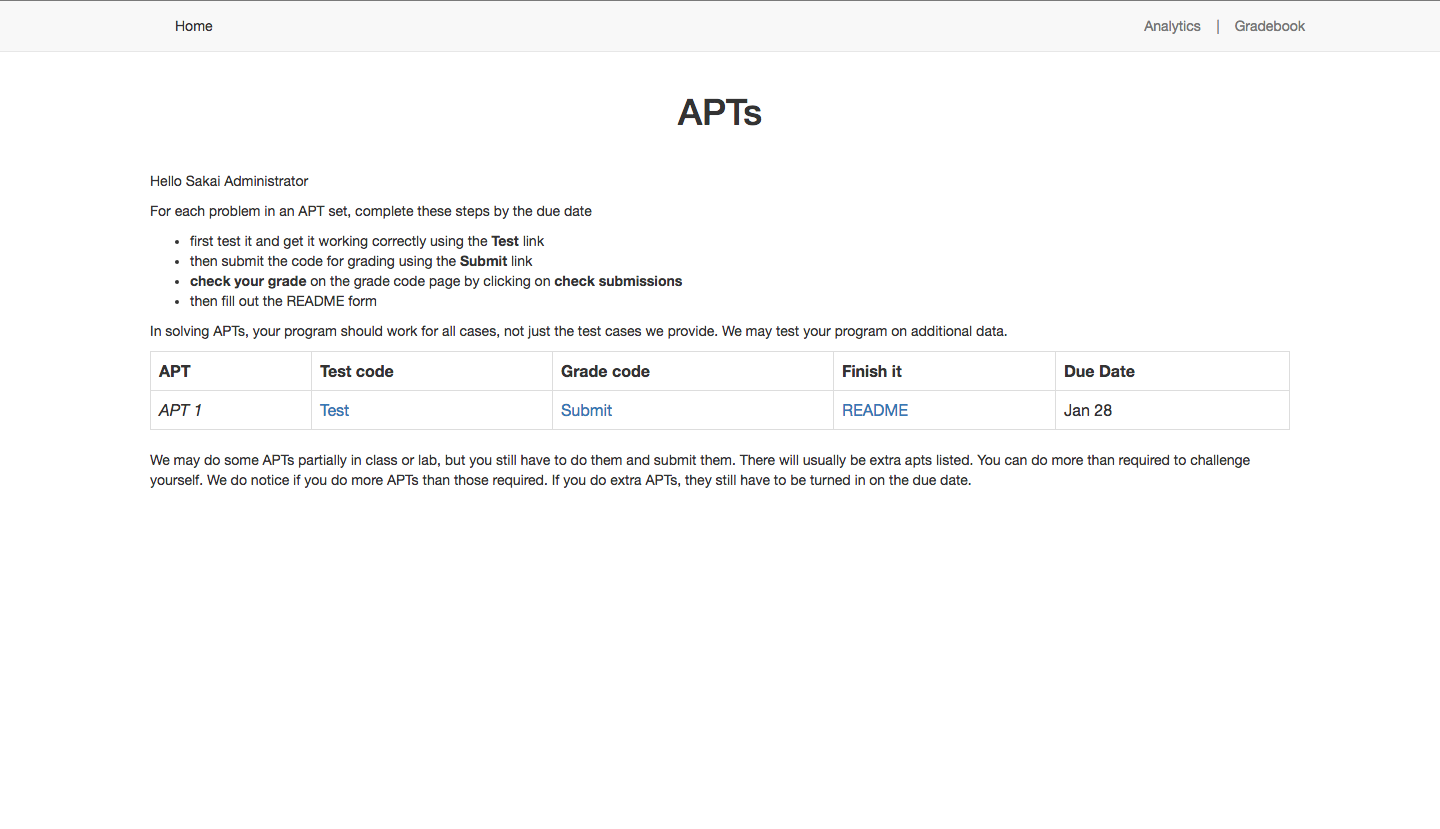 Home Analytics | Gradebook
APTs
Hello Sakai Administrator
For each problem in an APT set, complete these steps by the due date
• first test it and get it working correctly using the Test link
• then submit the code for grading using the Submit link
• check your grade on the grade code page by clicking on check submissions
• then fill out the README form
In solving APTs, your program should work for all cases, not just the test cases we provide. We may test your program on additional data.
APT Test code Grade code Finish it Due Date
APT 1 Test Submit README Jan 28
We may do some APTs partially in class or lab, but you still have to do them and submit them. There will usually be extra apts listed. You can do more than required to challenge
yourself. We do notice if you do more APTs than those required. If you do extra APTs, they still have to be turned in on the due date.